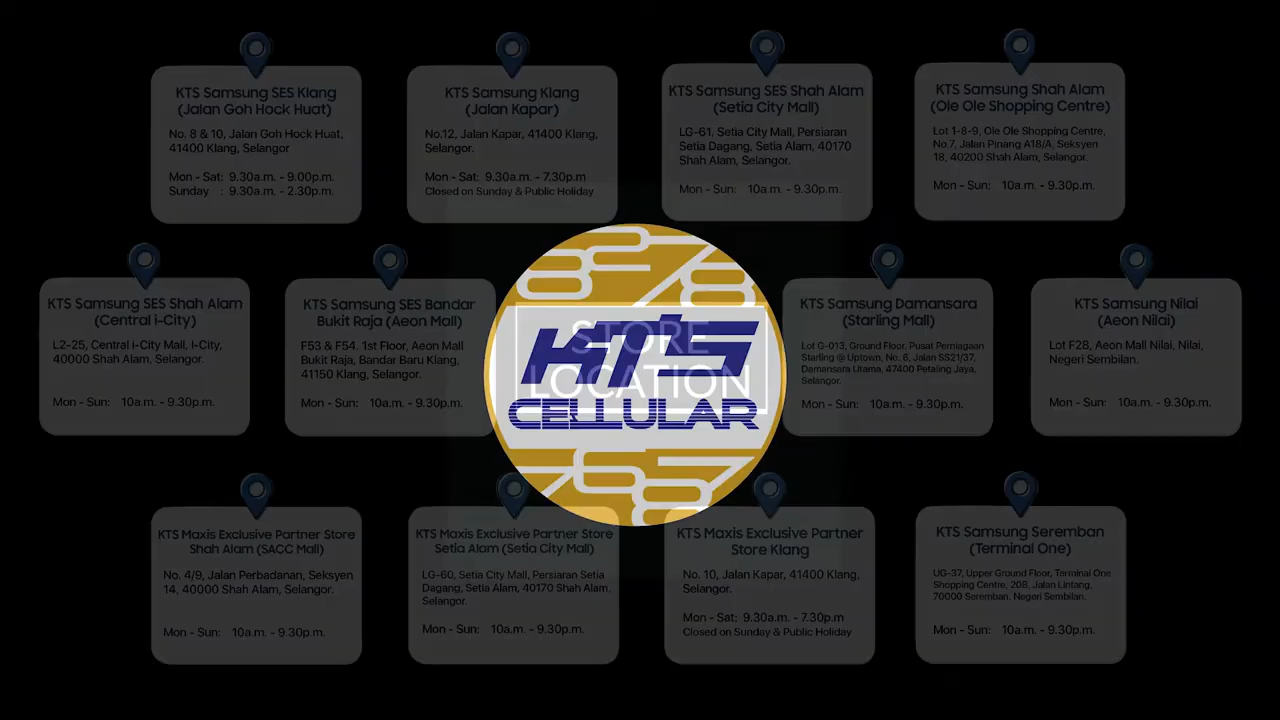 KTS Samsung SES Klang
(Jalan Goh Hock Huat)
No. 8 & 10, Jalan Goh Hock Huat,
41400 Klang, Selangor
Mon - Sat: 9.30a.m. - 9.00p.m.
Sunday : 9.30a.m. - 2.30p.m.
KTS Samsung Klang
(Jalan Kapar)
No.12, Jalan Kapar, 41400 Klang,
Selangor.
Mon - Sat: 9.30a.m. - 7.30p.m
Closed on Sunday & Public Holiday
KTS Samsung SES Shah Alam
(Setia City Mall)
LG-61, Setia City Mall, Persiaran
Setia Dagang, Setia Alam, 40170
Shah Alam, Selangor.
Mon - Sun: 10a.m. - 9.30p.m.
KTS Samsung Shah Alam
(Ole Ole Shopping Centre)
Lot 1-8-9, Ole Ole Shopping Centre,
No.7, Jalan Pinang A18/A, Seksyen
18, 40200 Shah Alam, Selangor.
Mon - Sun: 10a.m. - 9.30p.m.
KTS Samsung SES Shah Alam
(Central i-City)
L2-25, Central i-City Mall, I-City,
40000 Shah Alam, Selangor.
Mon - Sun: 10a.m. - 9.30p.m.
KTS Samsung SES Bandar
Bukit Raja (Aeon Mall)
F53 & F54. 1st Floor, Aeon Mall
Bukit Raja, Bandar Baru Klang,
41150 Klang, Selangor.
Mon - Sun: 10a.m. - 9.30p.m.
STORE
LOCATION
KTS
CELLULAR
KTS Samsung Damansara
(Starling Mall)
Lot G-013, Ground Floor, Pusat Perniagaan
Starling @ Uptown, No. 6, Jalan SS21/37,
Damansara Utama, 47400 Petaling Jaya,
Selangor.
Mon - Sun: 10a.m. - 9.30p.m.
KTS Samsung Nilai
(Aeon Nilai)
Lot F28, Aeon Mall Nilai, Nilai,
Negeri Sembilan.
Mon - Sun: 10a.m. - 9.30p.m.
KTS Maxis Exclusive Partner Store
Shah Alam (SACC Mall)
No. 4/9, Jalan Perbadanan, Seksyen
14, 40000 Shah Alam, Selangor.
Mon - Sun: 10a.m. - 9.30p.m.
KTS Maxis Exclusive Partner Store
Setia Alam (Setia City Mall)
LG-60, Setia City Mall, Persiaran Setia
Dagang, Setia Alam, 40170 Shah Alam,
Selangor.
Mon - Sun: 10a.m. - 9.30p.m.
KTS Maxis Exclusive Partner
Store Klang
No. 10, Jalan Kapar, 41400 Klang,
Selangor.
Mon - Sat: 9.30a.m. - 7.30p.m
Closed on Sunday & Public Holiday
KTS Samsung Seremban
(Terminal One)
UG-37, Upper Ground Floor, Terminal One
Shopping Centre, 20B, Jalan Lintang,
70000 Seremban. Negeri Sembilan.
Mon - Sun: 10a.m. - 9.30p.m.